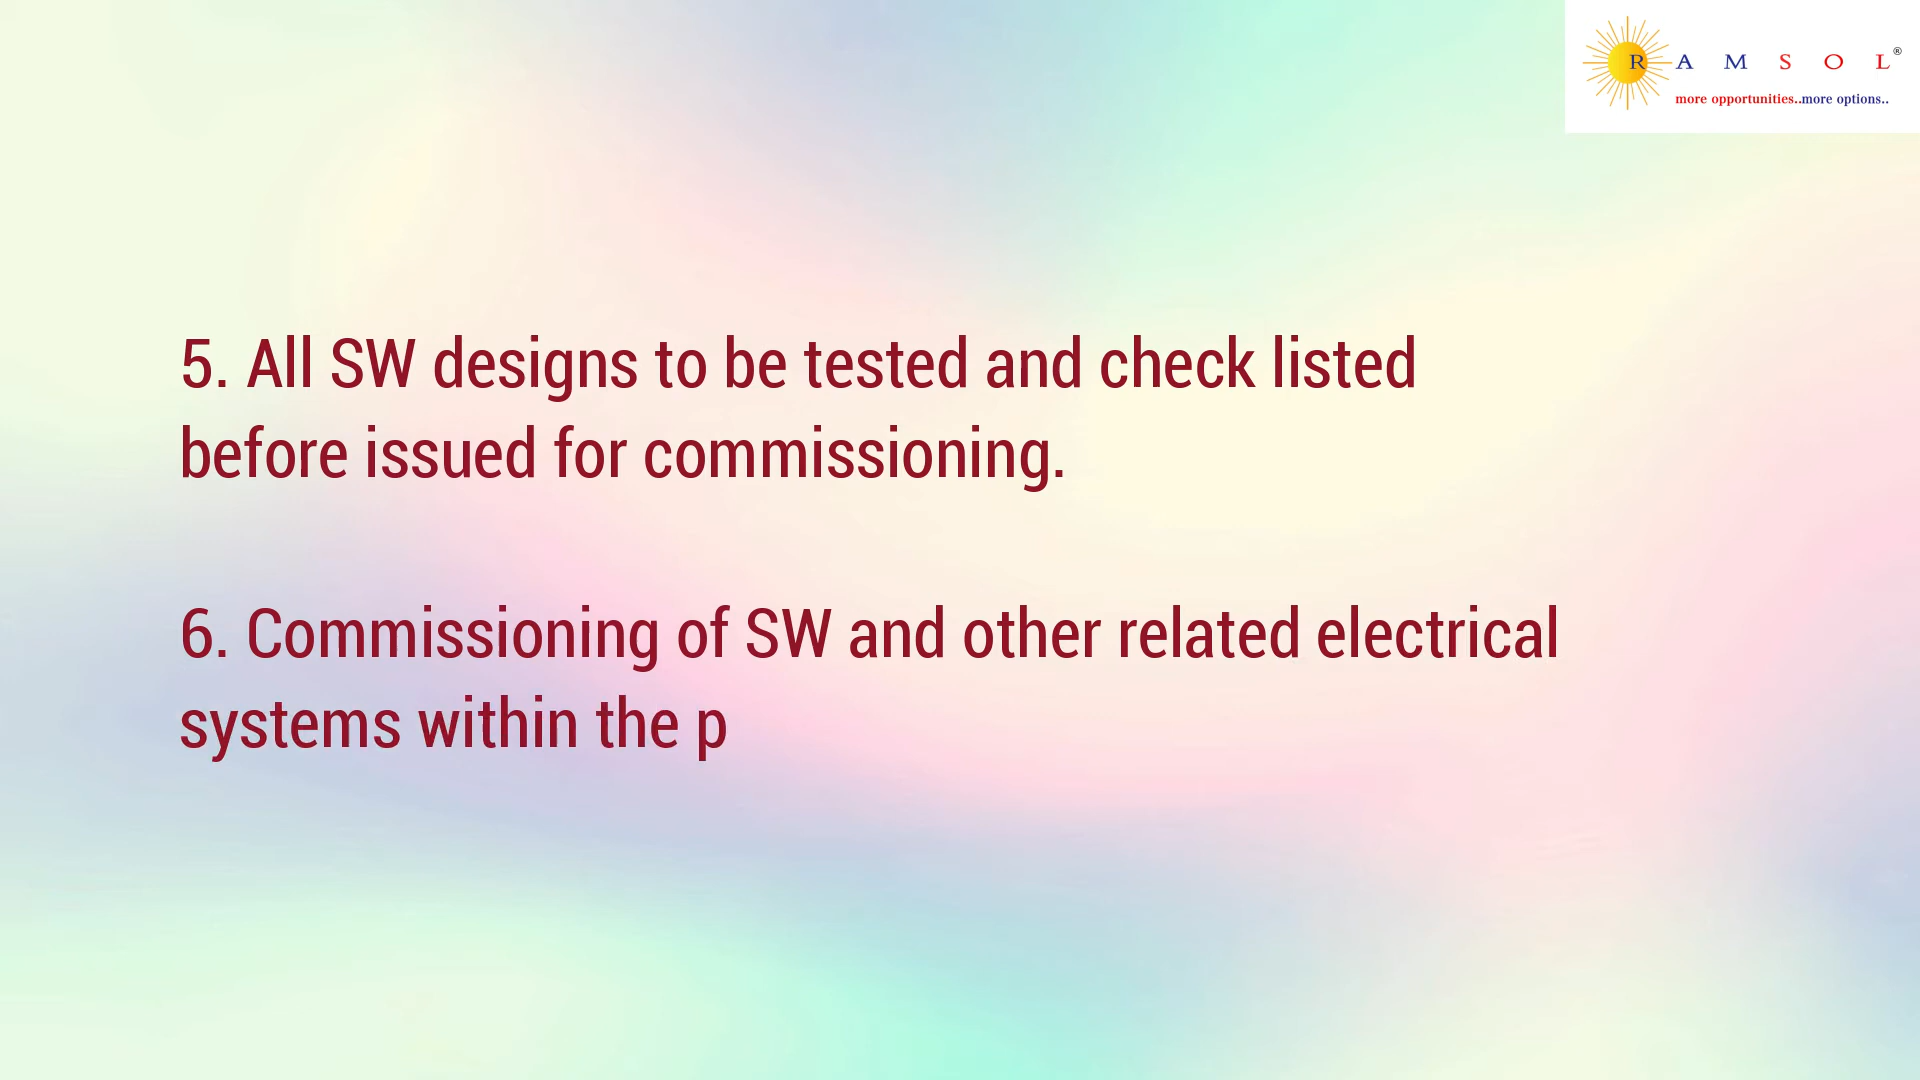 R A M S O L®
more opportunities..more options..
5. All SW designs to be tested and check listed
before issued for commissioning.
6. Commissioning of SW and other related electrical
systems within the p